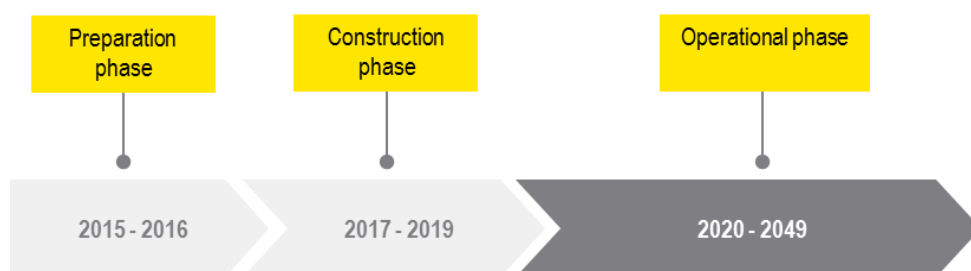 Preparation
phase
Construction
phase
Operational phase
2015 - 2016
2017 - 2019
2020 - 2049